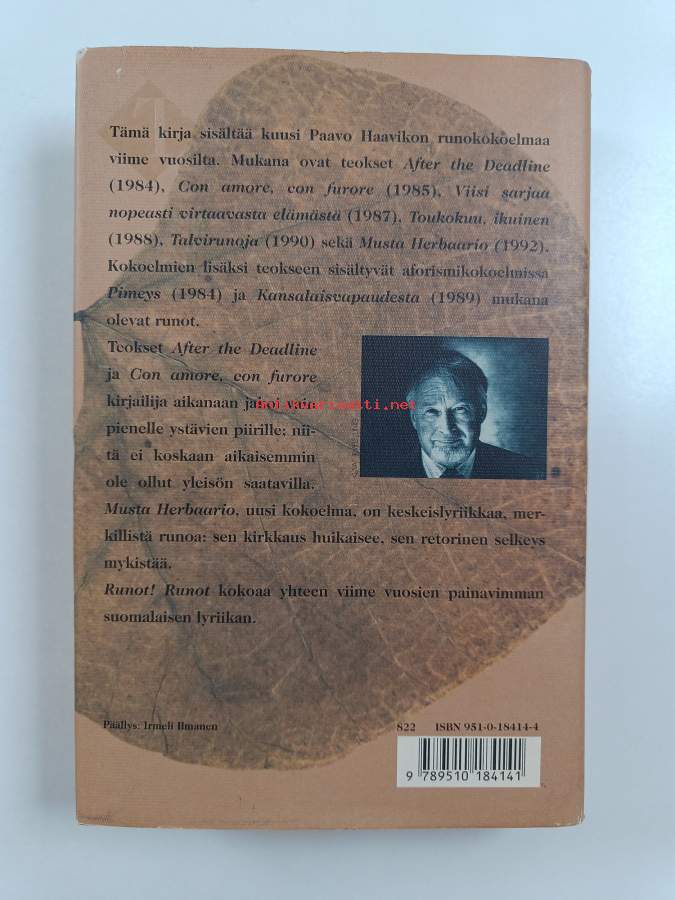 Tämä kirja sisältää kuusi Paavo Haavikon runokokoelmaa
viime vuosilta. Mukana ovat teokset After the Deadline
(1984), Con amore, con furore (1985), Viisi sarjaa
nopeasti virtaavasta elämästä (1987), Toukokuu, ikuinen
(1988), Talvirunoja (1990) sekä Musta Herbaario (1992).
Kokoelmien lisäksi teokseen sisältyvät aforismikokoelmissa
Pimeys (1984) ja Kansalaisvapaudesta (1989) mukana
olevat runot.
Teokset After the Deadline
ja Con amore, con furore
kirjailija aikanaan jakoi vain
pienelle ystävien piirille; nii-
tä ei koskaan aikaisemmin
ole ollut yleisön saatavilla.
Musta Herbaario, uusi kokoelma, on keskeislyriikkaa, mer-
killistä runoa: sen kirkkaus huikaisee, sen retorinen selkeys
mykistää.
Runot! Runot kokoaa yhteen viime vuosien painavimman
suomalaisen lyriikan.
Päällys: Irmeli Ilmanen
822 ISBN 951-0-18414-4
9 789510 184141